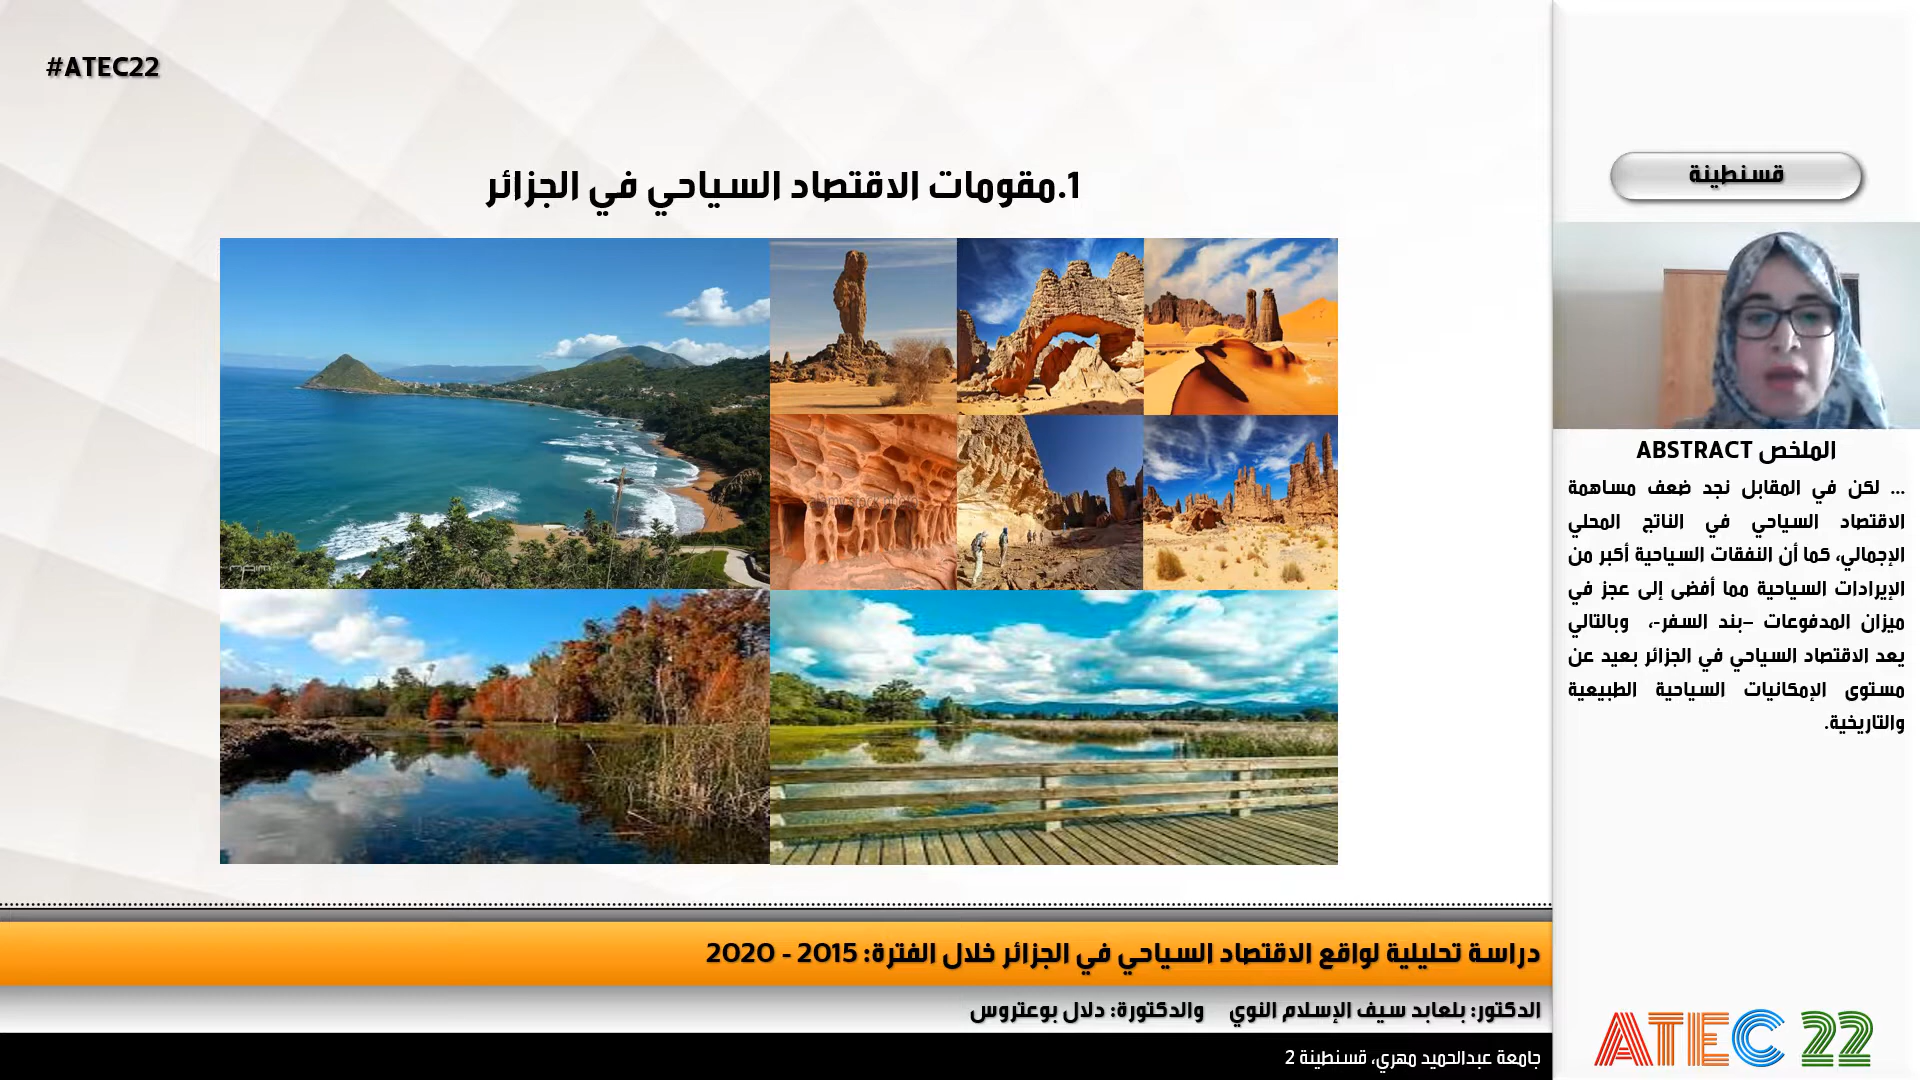 #ATEC22
1.مقومات الاقتصاد السياحي في الجزائر
قسنطينة
الملخص ABSTRACT
... لكن في المقابل نجد ضعف مساهمة
الاقتصاد السياحي في الناتج المحلي
الإجمالي، كما أن النفقات السياحية أكبر من
الإيرادات السياحية مما أفضى إلى عجز في
ميزان المدفوعات –بند السفر-، وبالتالي
يعد الاقتصاد السياحي في الجزائر بعيد عن
مستوى الإمكانيات السياحية الطبيعية
والتاريخية.
دراسة تحليلية لواقع الاقتصاد السياحي في الجزائر خلال الفترة: 2015 - 2020
الدكتور: بلعابد سيف الإسلام النوي والدكتورة: دلال بوعتروس
جامعة عبدالحميد مهري، قسنطينة 2
ATEC 22